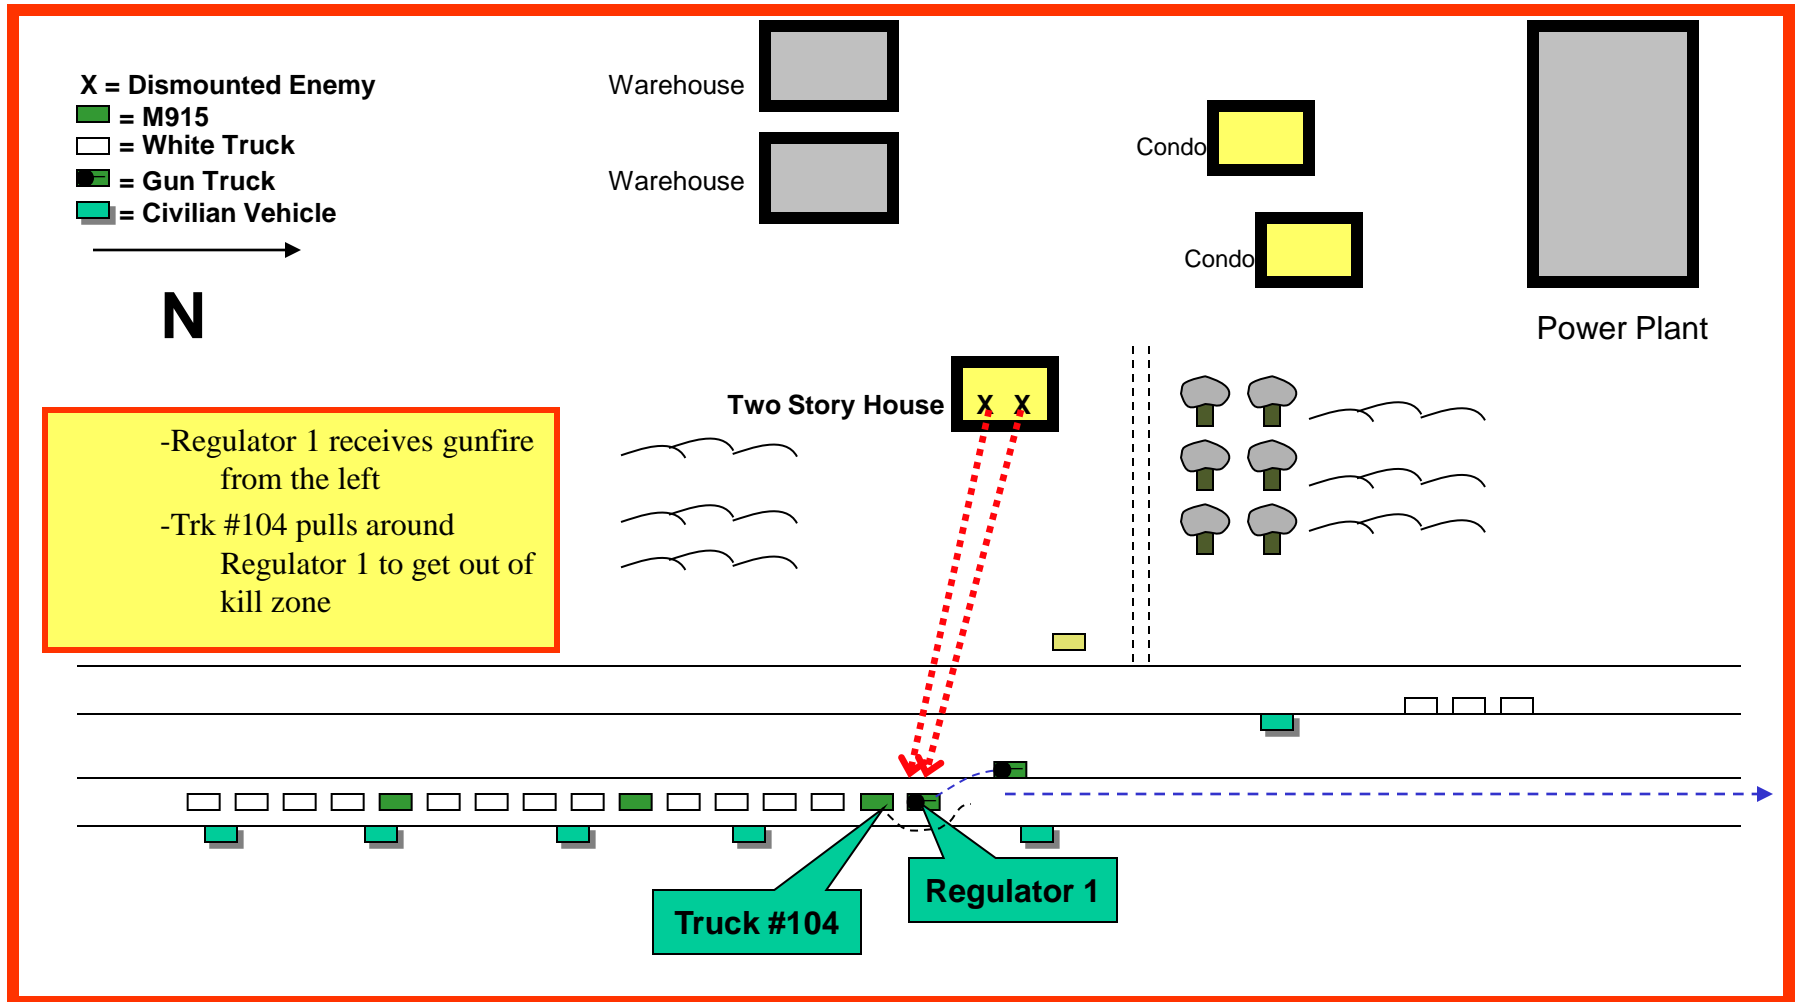 X = Dismounted Enemy
= M915
= White Truck
= Gun Truck
= Civilian Vehicle
N
Warehouse
Warehouse
Condo
Condo
Power Plant
Two Story House
X X
-Regulator 1 receives gunfire
from the left
-Trk #104 pulls around
Regulator 1 to get out of
kill zone
Regulator 1
Truck #104